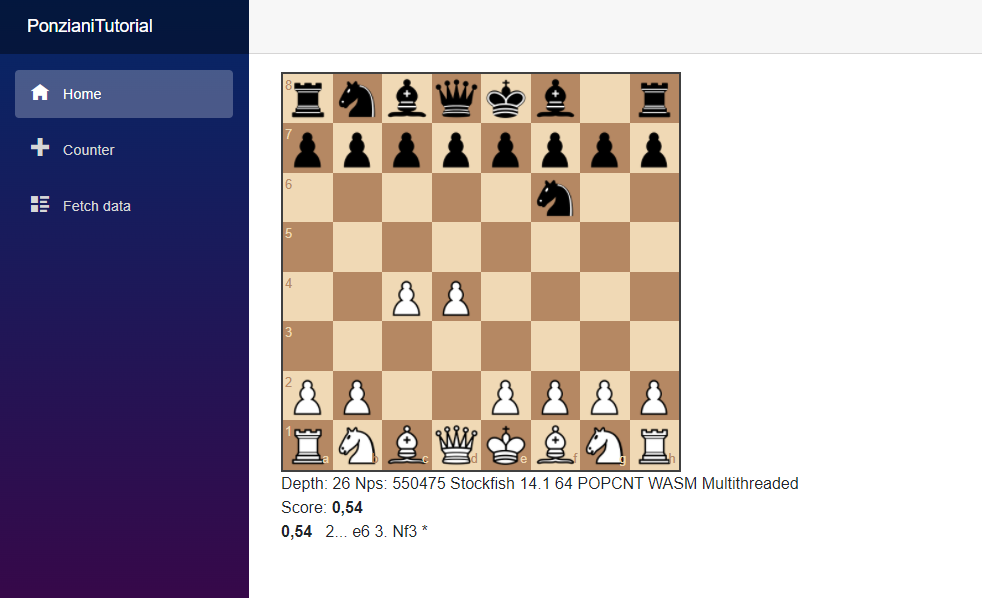 PonzianiTutorial
Home
Counter
Fetch data
8
7
6
5
4
3
2
1
a b c d e f g h
Depth: 26 Nps: 550475 Stockfish 14.1 64 POPCNT WASM Multithreaded
Score: 0,54
0,54 2... e6 3. Nf3 *